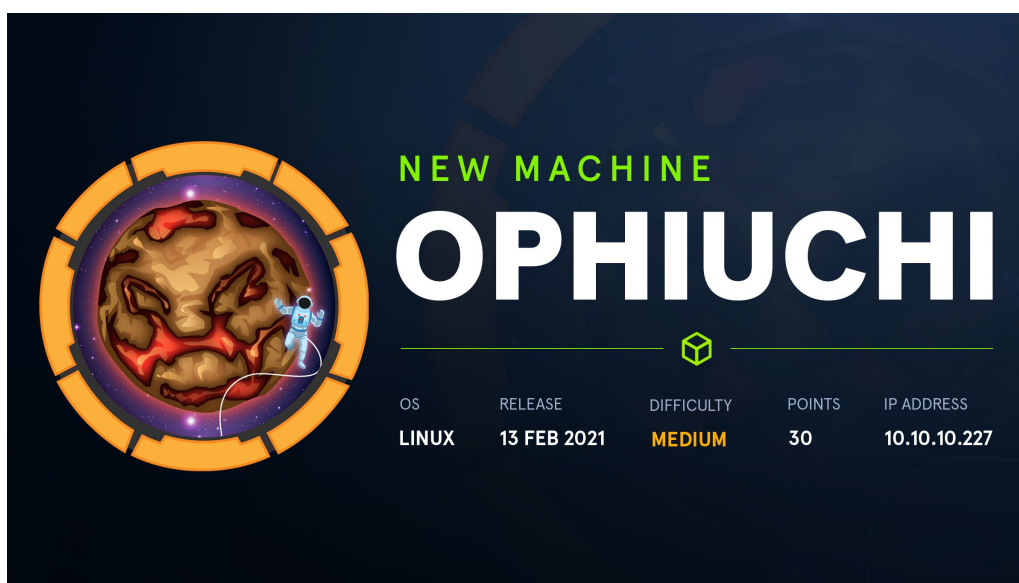 NEW MACHINE
OPHIUCHI
OS RELEASE DIFFICULTY POINTS IP ADDRESS
LINUX 13 FEB 2021 MEDIUM 30 10.10.10.227